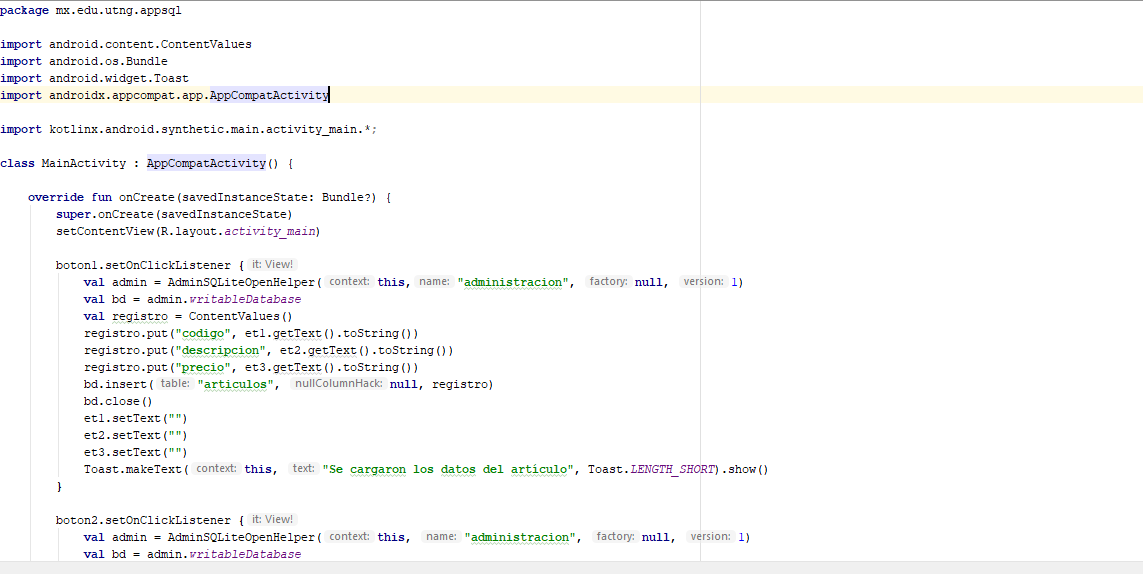 package mx.edu.utng.appsql
import android.content.ContentValues
import android.os.Bundle
import android.widget.Toast
import androidx.appcompat.app.AppCompatActivity
import kotlinx.android.synthetic.main.activity_main.*;
class MainActivity : AppCompatActivity() {
override fun onCreate(savedInstanceState: Bundle?) {
super.onCreate(savedInstanceState)
setContentView(R.layout.activity_main)
boton1.setOnClickListener { it: View!
val admin = AdminSQLiteOpenHelper( context: this, name: "administracion", factory: null, version: 1)
val bd = admin.writableDatabase
val registro = ContentValues()
registro.put("codigo", et1.getText().toString())
registro.put("descripcion", et2.getText().toString())
registro.put("precio", et3.getText().toString())
bd.insert( table: "articulos", nullColumnHack: null, registro)
bd.close()
et1.setText("")
et2.setText("")
et3.setText("")
Toast.makeText( context: this, text: "Se cargaron los datos del artículo", Toast.LENGTH_SHORT).show()
}
boton2.setOnClickListener { it: View!
val admin = AdminSQLiteOpenHelper( context: this, name: "administracion", factory: null, version: 1)
val bd = admin.writableDatabase